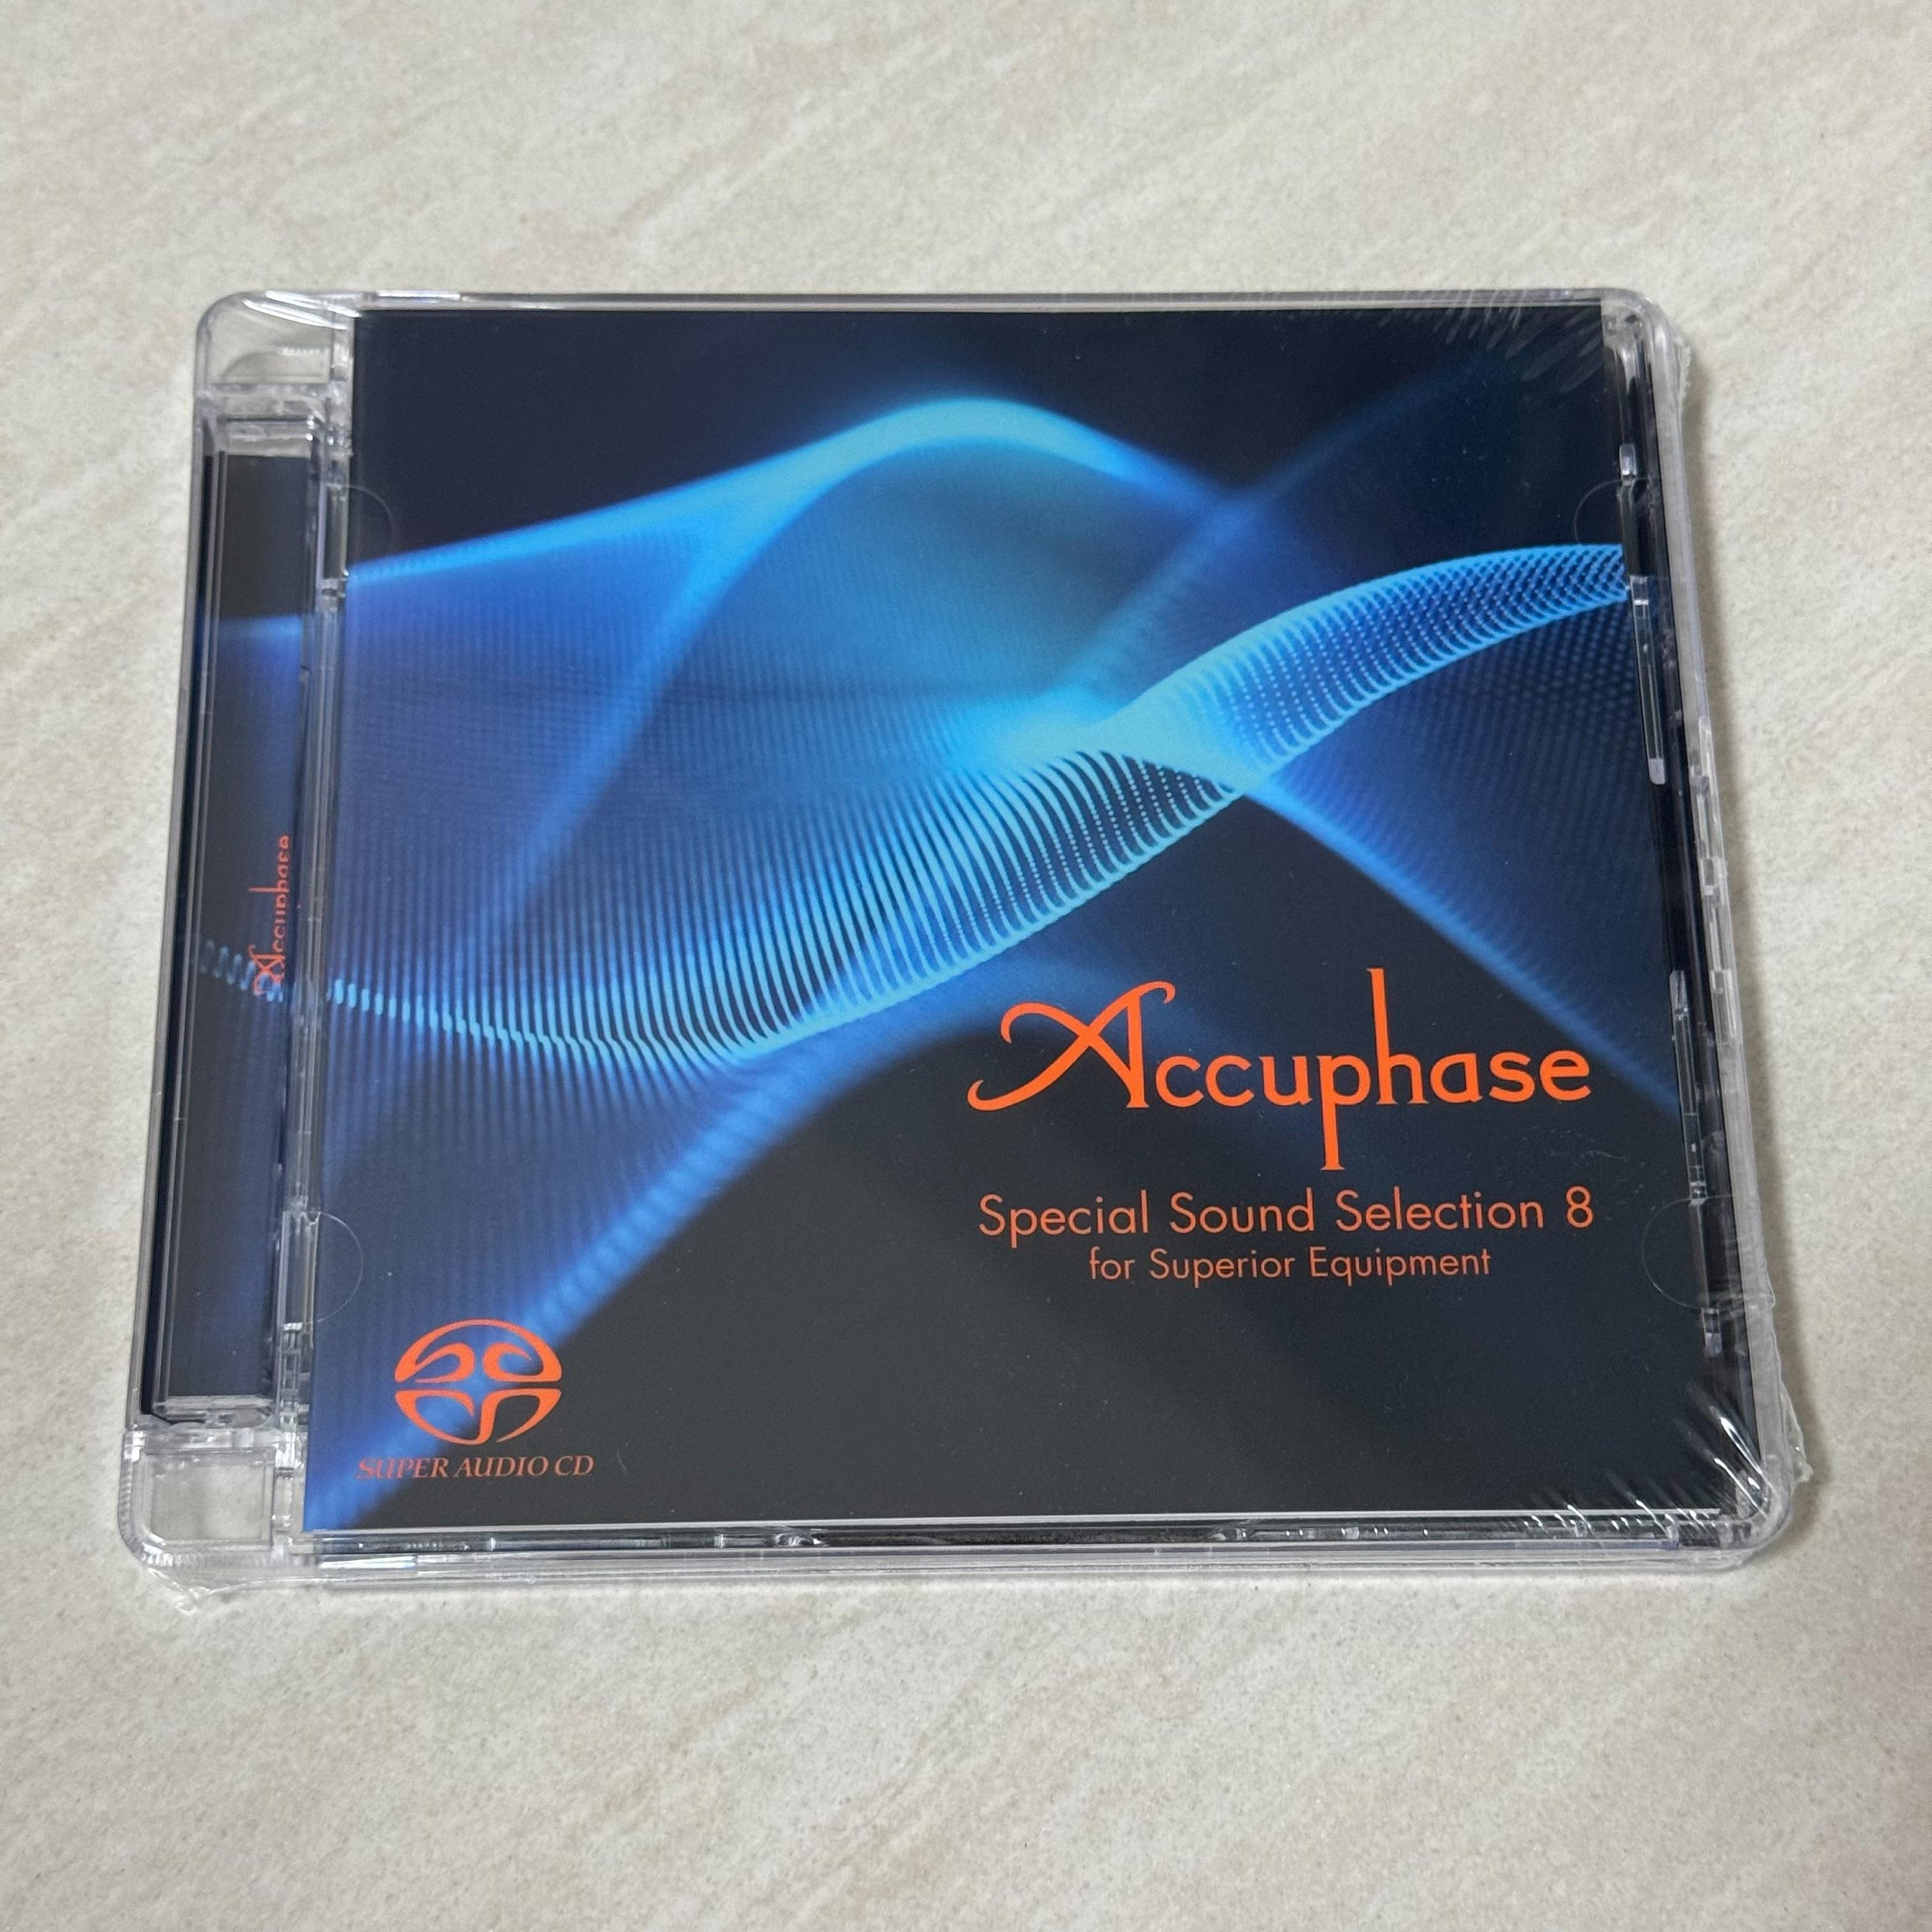 Accuphase
Accuphase
Special Sound Selection 8
for Superior Equipment
SUPER AUDIO CD